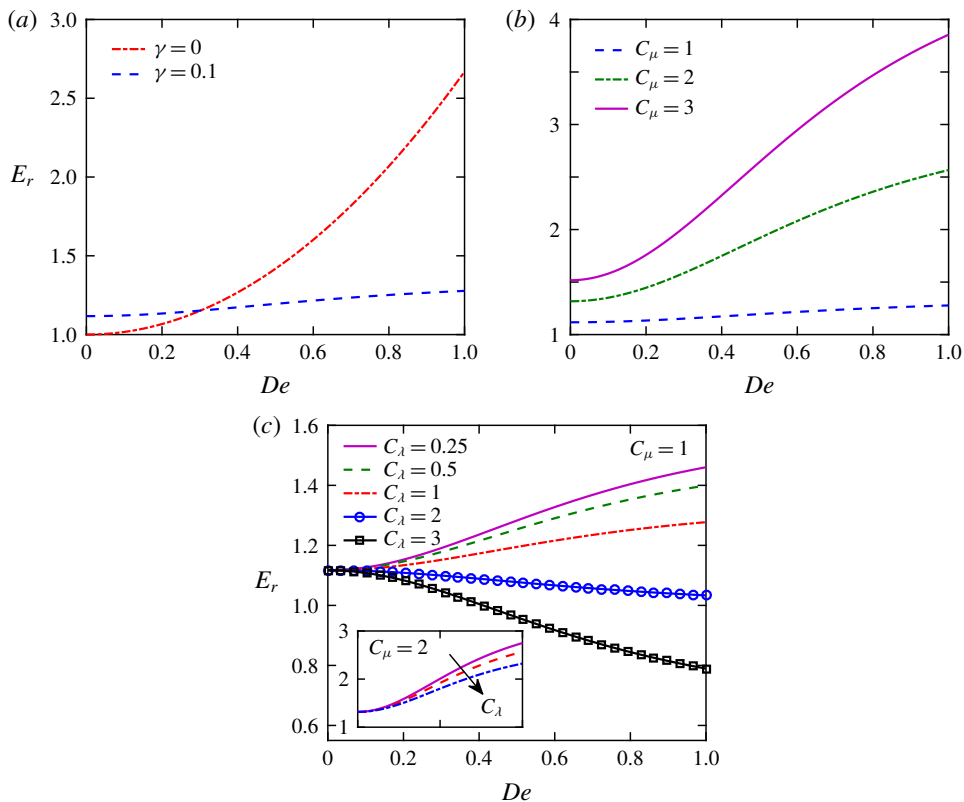 (a)
3.0
2.5
2.0
1.5
1.0
E_r
γ = 0
γ = 0.1
0 0.2 0.4 0.6 0.8 1.0
De
(b)
4
3
2
1
C_μ = 1
C_μ = 2
C_μ = 3
0 0.2 0.4 0.6 0.8 1.0
De
(c)
1.6
1.4
1.2
1.0
0.8
0.6
E_r
C_λ = 0.25
C_λ = 0.5
C_λ = 1
C_λ = 2
C_λ = 3
C_μ = 1
3
2
1
C_μ = 2
C_λ
0 0.2 0.4 0.6 0.8 1.0
De